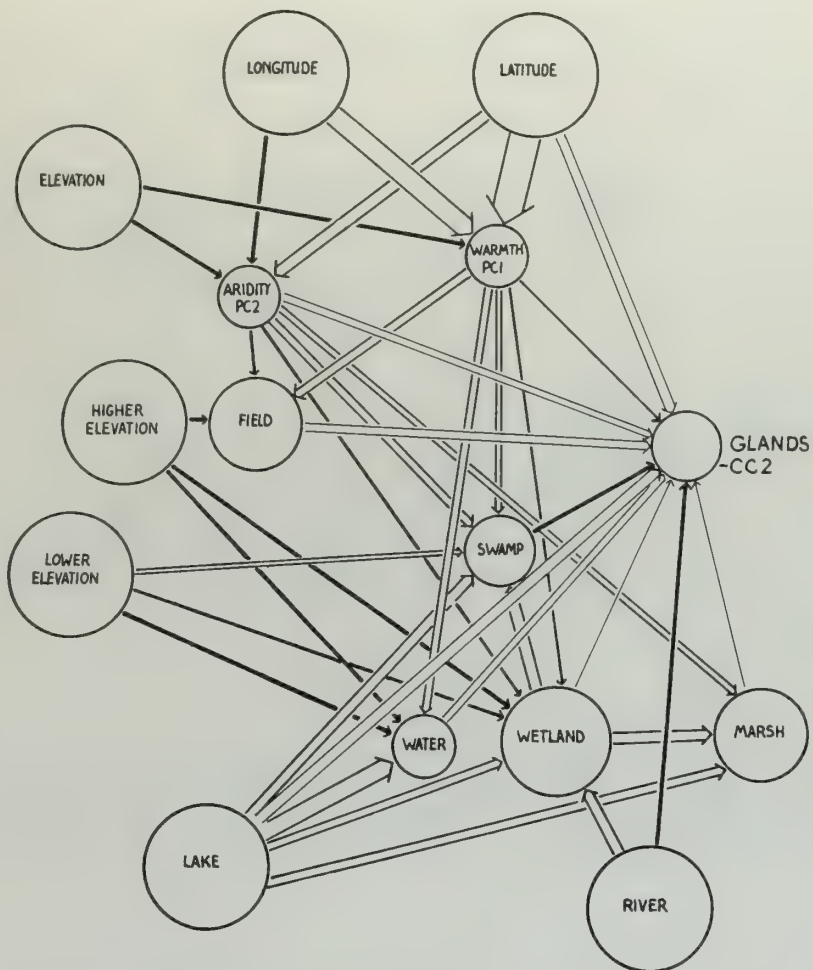 LONGITUDE
LATITUDE
ELEVATION
WARMTH
PC1
ARIDITY
PC2
HIGHER
ELEVATION
FIELD
GLANDS
-CC2
SWAMP
LOWER
ELEVATION
WATER
WETLAND
MARSH
LAKE
RIVER